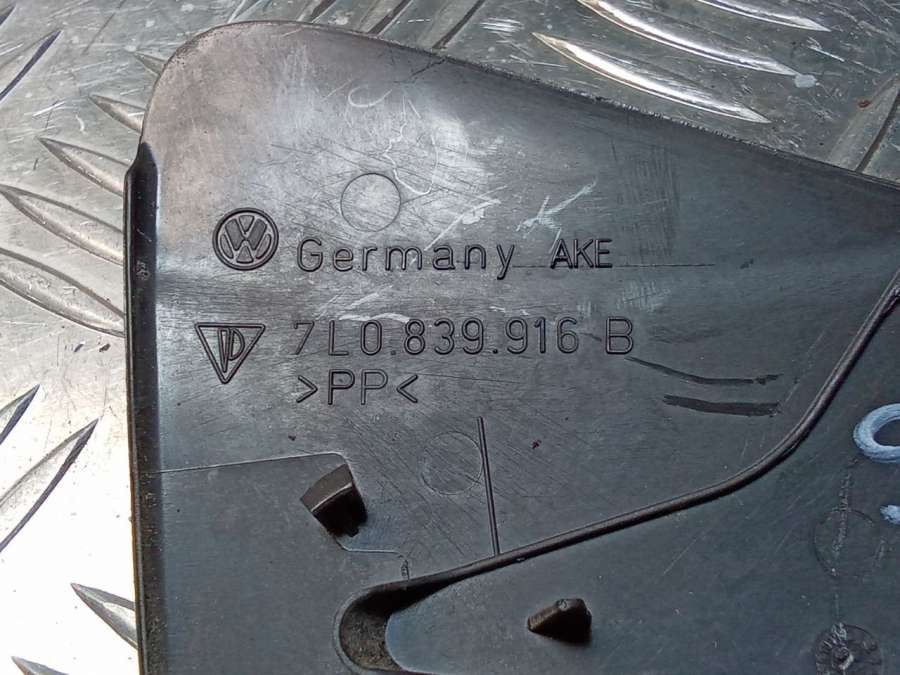 Germany AKE
7L0.839.916 B
>PP<